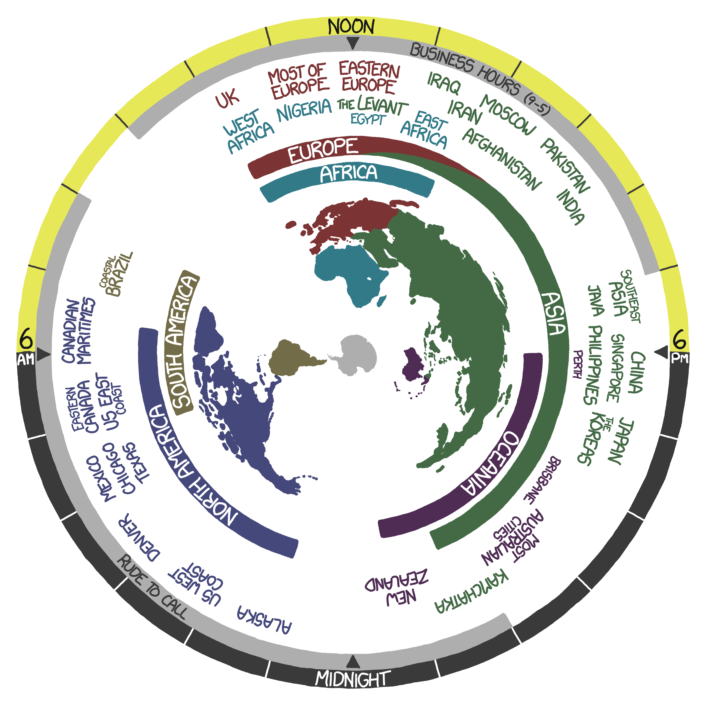 NOON
BUSINESS HOURS (9-5)
UK
MOST OF
EUROPE
EASTERN
EUROPE
IRAQ
MOSCOW
WEST
AFRICA
NIGERIA
THE LEVANT
EGYPT
EAST
AFRICA
IRAN
AFGHANISTAN
PAKISTAN
INDIA
EUROPE
AFRICA
ASIA
SOUTHEAST
ASIA
JAVA
COASTAL
BRAZIL
SOUTH AMERICA
CANADIAN
MARITIMES
6
AM
6
PM
CHINA
SINGAPORE
PHILIPPINES
PERTH
EASTERN
CANADA
US EAST
COAST
NORTH AMERICA
JAPAN
THE
KOREAS
OCEANIA
MEXICO
CHICAGO
TEXAS
BRISBANE
DENVER
MOST
AUSTRALIAN
CITIES
US WEST
COAST
RUDE TO CALL
ALASKA
NEW
ZEALAND
KAMCHATKA
MIDNIGHT